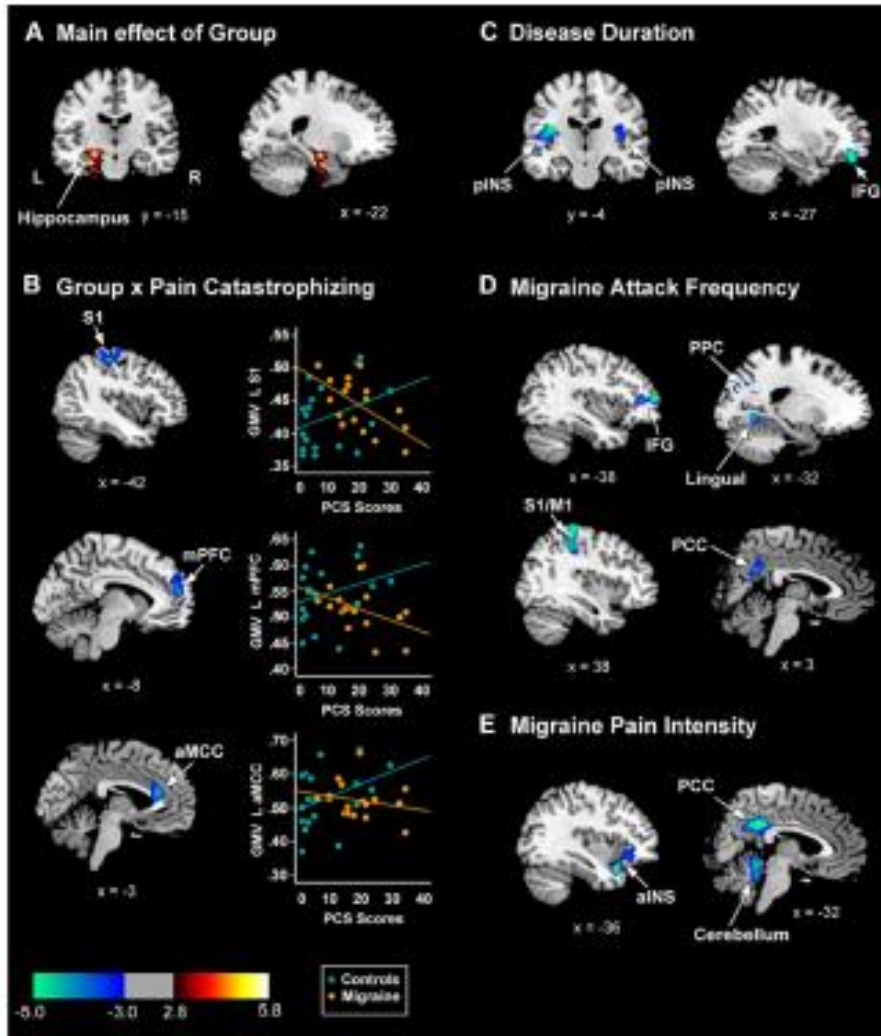 A Main effect of Group
L
R
Hippocampus
y = -15
x = -22
B Group x Pain Catastrophizing
S1
x = -42
GMV L S1
.55
.50
.45
.40
.35
0 10 20 30 40
PCS Scores
mPFC
x = -8
GMV L mPFC
.65
.60
.55
.50
.45
.40
0 10 20 30 40
PCS Scores
aMCC
x = -3
GMV L aMCC
.70
.60
.50
.40
.30
0 10 20 30 40
PCS Scores
-5.0 -3.0 2.8 5.8
Controls
Migraine
C Disease Duration
pINS
pINS
y = -4
IFG
x = -27
D Migraine Attack Frequency
IFG
x = -38
PPC
Lingual
x = -32
S1/M1
x = 38
PCC
x = 3
E Migraine Pain Intensity
aINS
x = -36
PCC
Cerebellum
x = -32